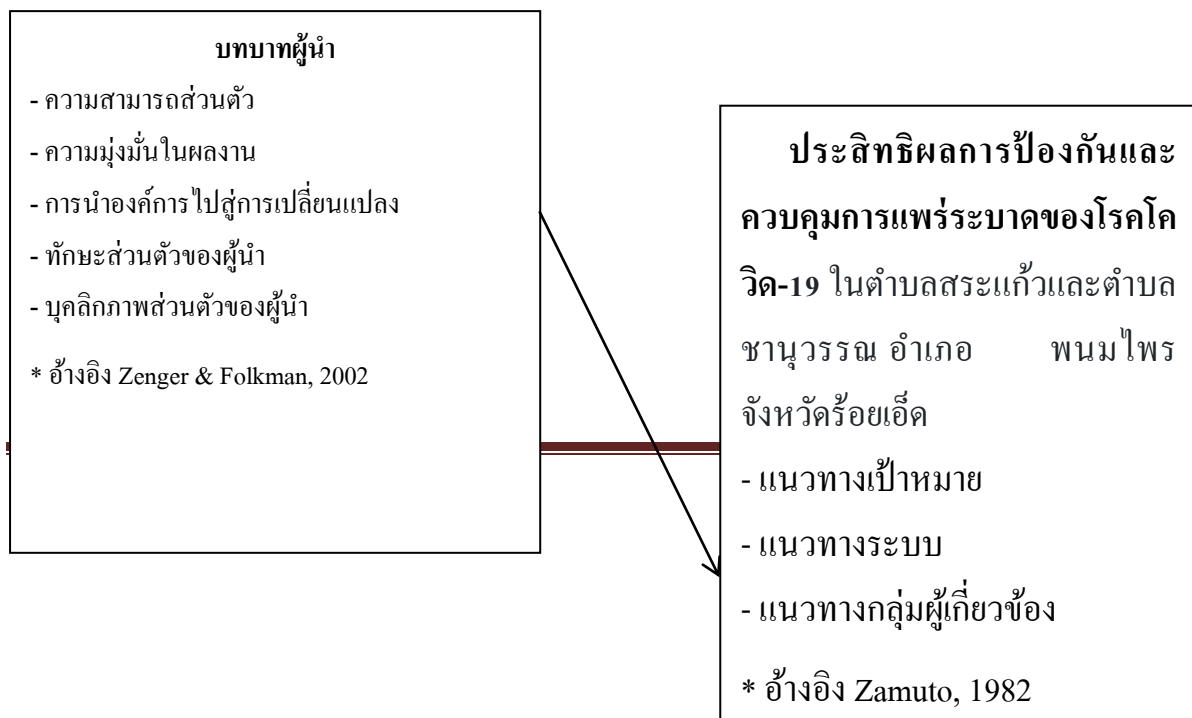 บทบาทผู้นำ
- ความสามารถส่วนตัว
- ความมุ่งมั่นในผลงาน
- การนำองค์การไปสู่การเปลี่ยนแปลง
- ทักษะส่วนตัวของผู้นำ
- บุคลิกภาพส่วนตัวของผู้นำ
* อ้างอิง Zenger & Folkman, 2002
ประสิทธิผลการป้องกันและ
ควบคุมการแพร่ระบาดของโรคโค
วิด-19 ในตำบลสระแก้วและตำบล
ชานุวรรณ อำเภอ พนมไพร
จังหวัดร้อยเอ็ด
- แนวทางเป้าหมาย
- แนวทางระบบ
- แนวทางกลุ่มผู้เกี่ยวข้อง
* อ้างอิง Zamuto, 1982